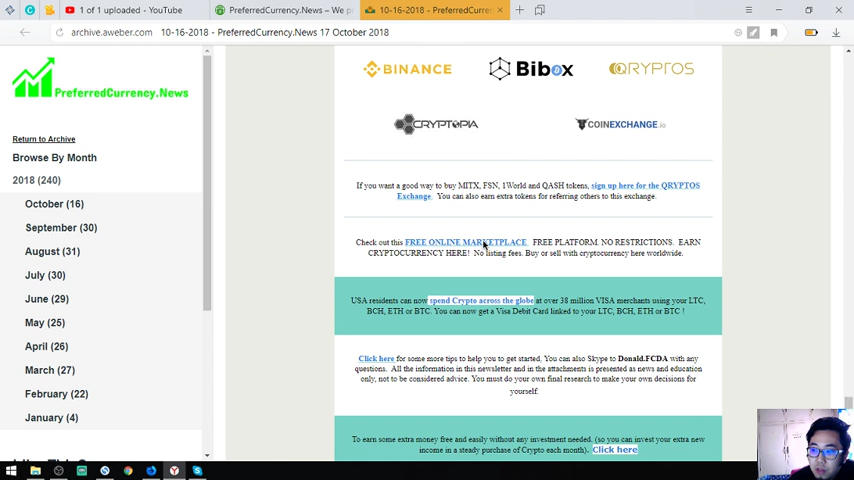 1 of 1 uploaded - YouTube
PreferredCurrency.News – We p
10-16-2018 - PreferredCurre
archive.aweber.com 10-16-2018 - PreferredCurrency.News 17 October 2018
PreferredCurrency.News
Return to Archive
Browse By Month
2018 (240)
October (16)
September (30)
August (31)
July (30)
June (29)
May (25)
April (26)
March (27)
February (22)
January (4)
BINANCE Bibox QRYPTOS
CRYPTOPIA COINEXCHANGE.io
If you want a good way to buy MITX, FSN, 1World and QASH tokens, sign up here for the QRYPTOS
Exchange. You can also earn extra tokens for referring others to this exchange.
Check out this FREE ONLINE MARKETPLACE. FREE PLATFORM. NO RESTRICTIONS. EARN
CRYPTOCURRENCY HERE! No listing fees. Buy or sell with cryptocurrency here worldwide.
USA residents can now spend Crypto across the globe at over 38 million VISA merchants using your LTC,
BCH, ETH or BTC. You can now get a Visa Debit Card linked to your LTC, BCH, ETH or BTC !
Click here for some more tips to help you to get started, You can also Skype to Donald.FCDA with any
questions. All the information in this newsletter and in the attachments is presented as news and education
only, not to be considered advice. You must do your own final research to make your own decisions for
yourself.
To earn some extra money free and easily without any investment needed, (so you can invest your extra new
income in a steady purchase of Crypto each month). Click here